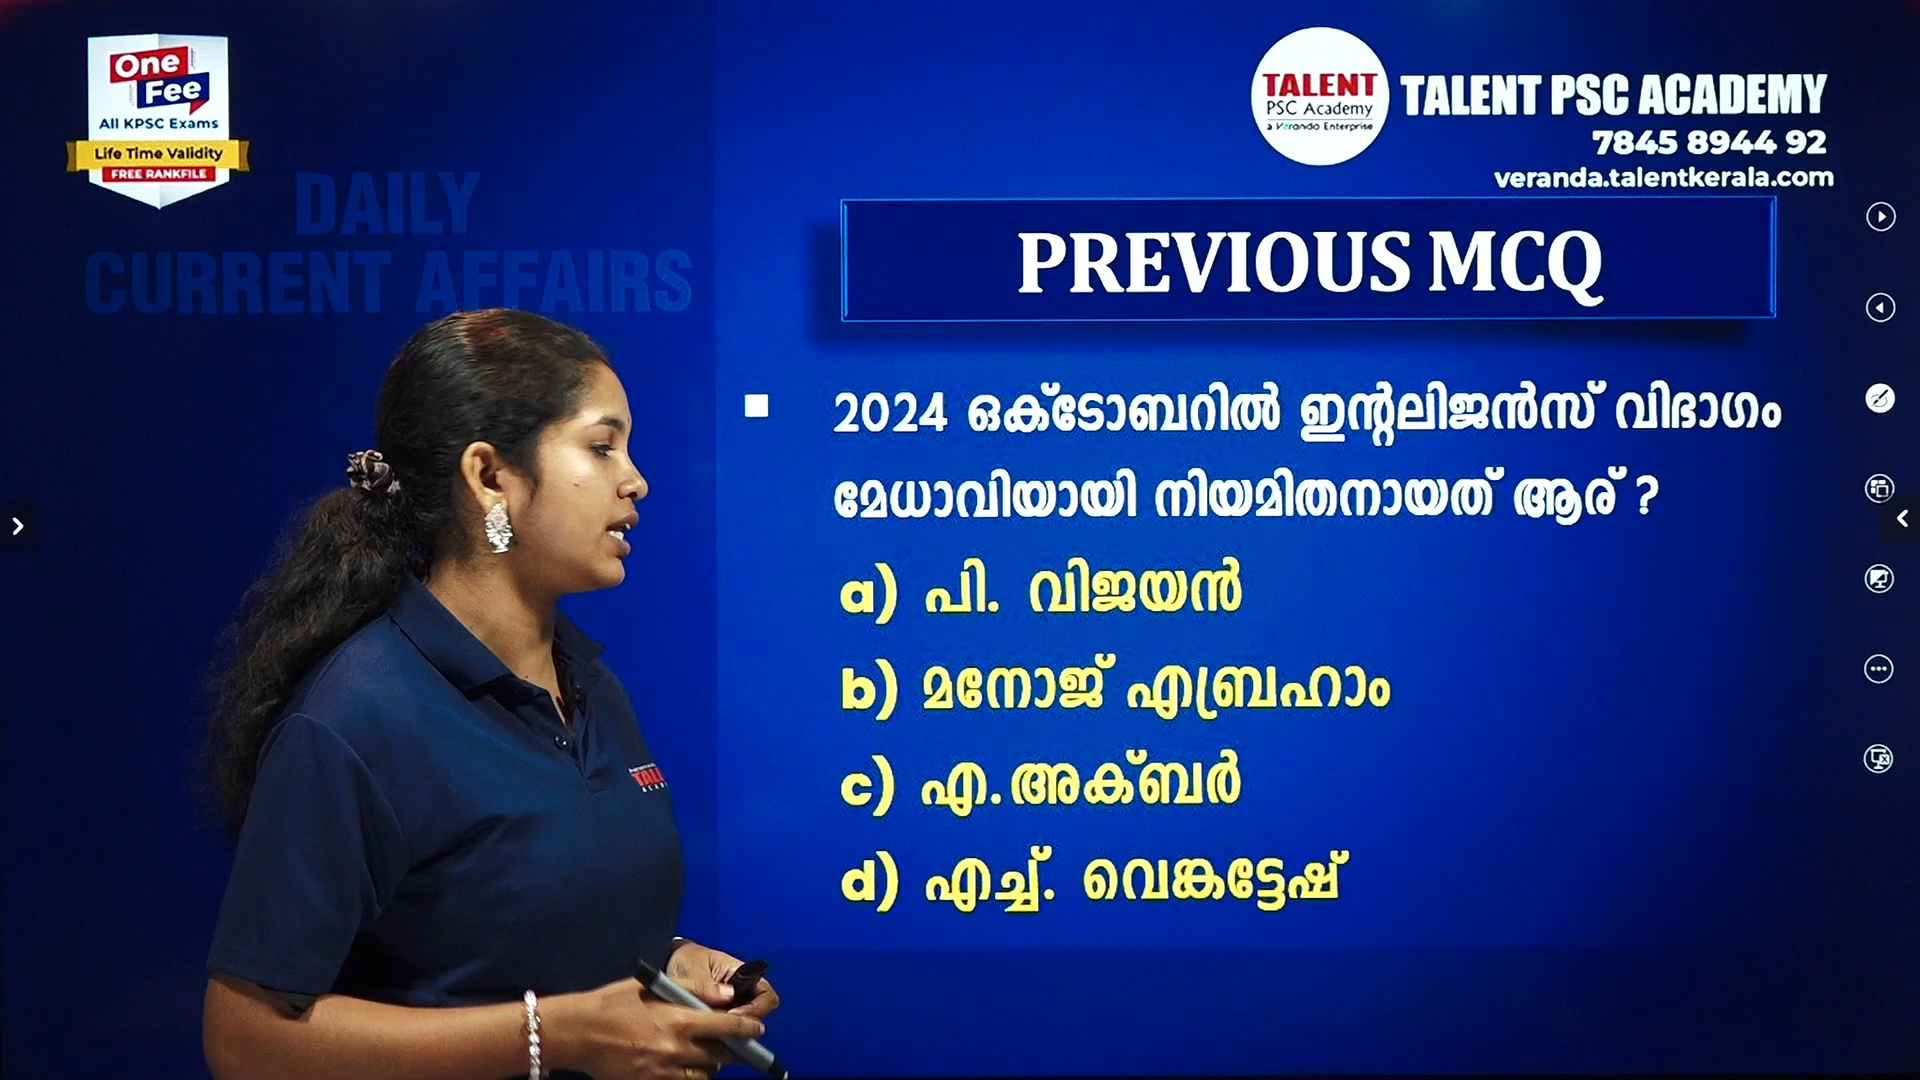 One
Fee
All KPSC Exams
Life Time Validity
FREE RANKFILE
TALENT
PSC Academy
a Veranda Enterprise
TALENT PSC ACADEMY
7845 8944 92
veranda.talentkerala.com
DAILY
CURRENT AFFAIRS
PREVIOUS MCQ
2024 ഒക്ടോബറിൽ ഇന്റലിജൻസ് വിഭാഗം
മേധാവിയായി നിയമിതനായത് ആര് ?
a) പി. വിജയൻ
b) മനോജ് എബ്രഹാം
c) എ.അക്ബർ
d) എച്ച്. വെങ്കട്ടേഷ്